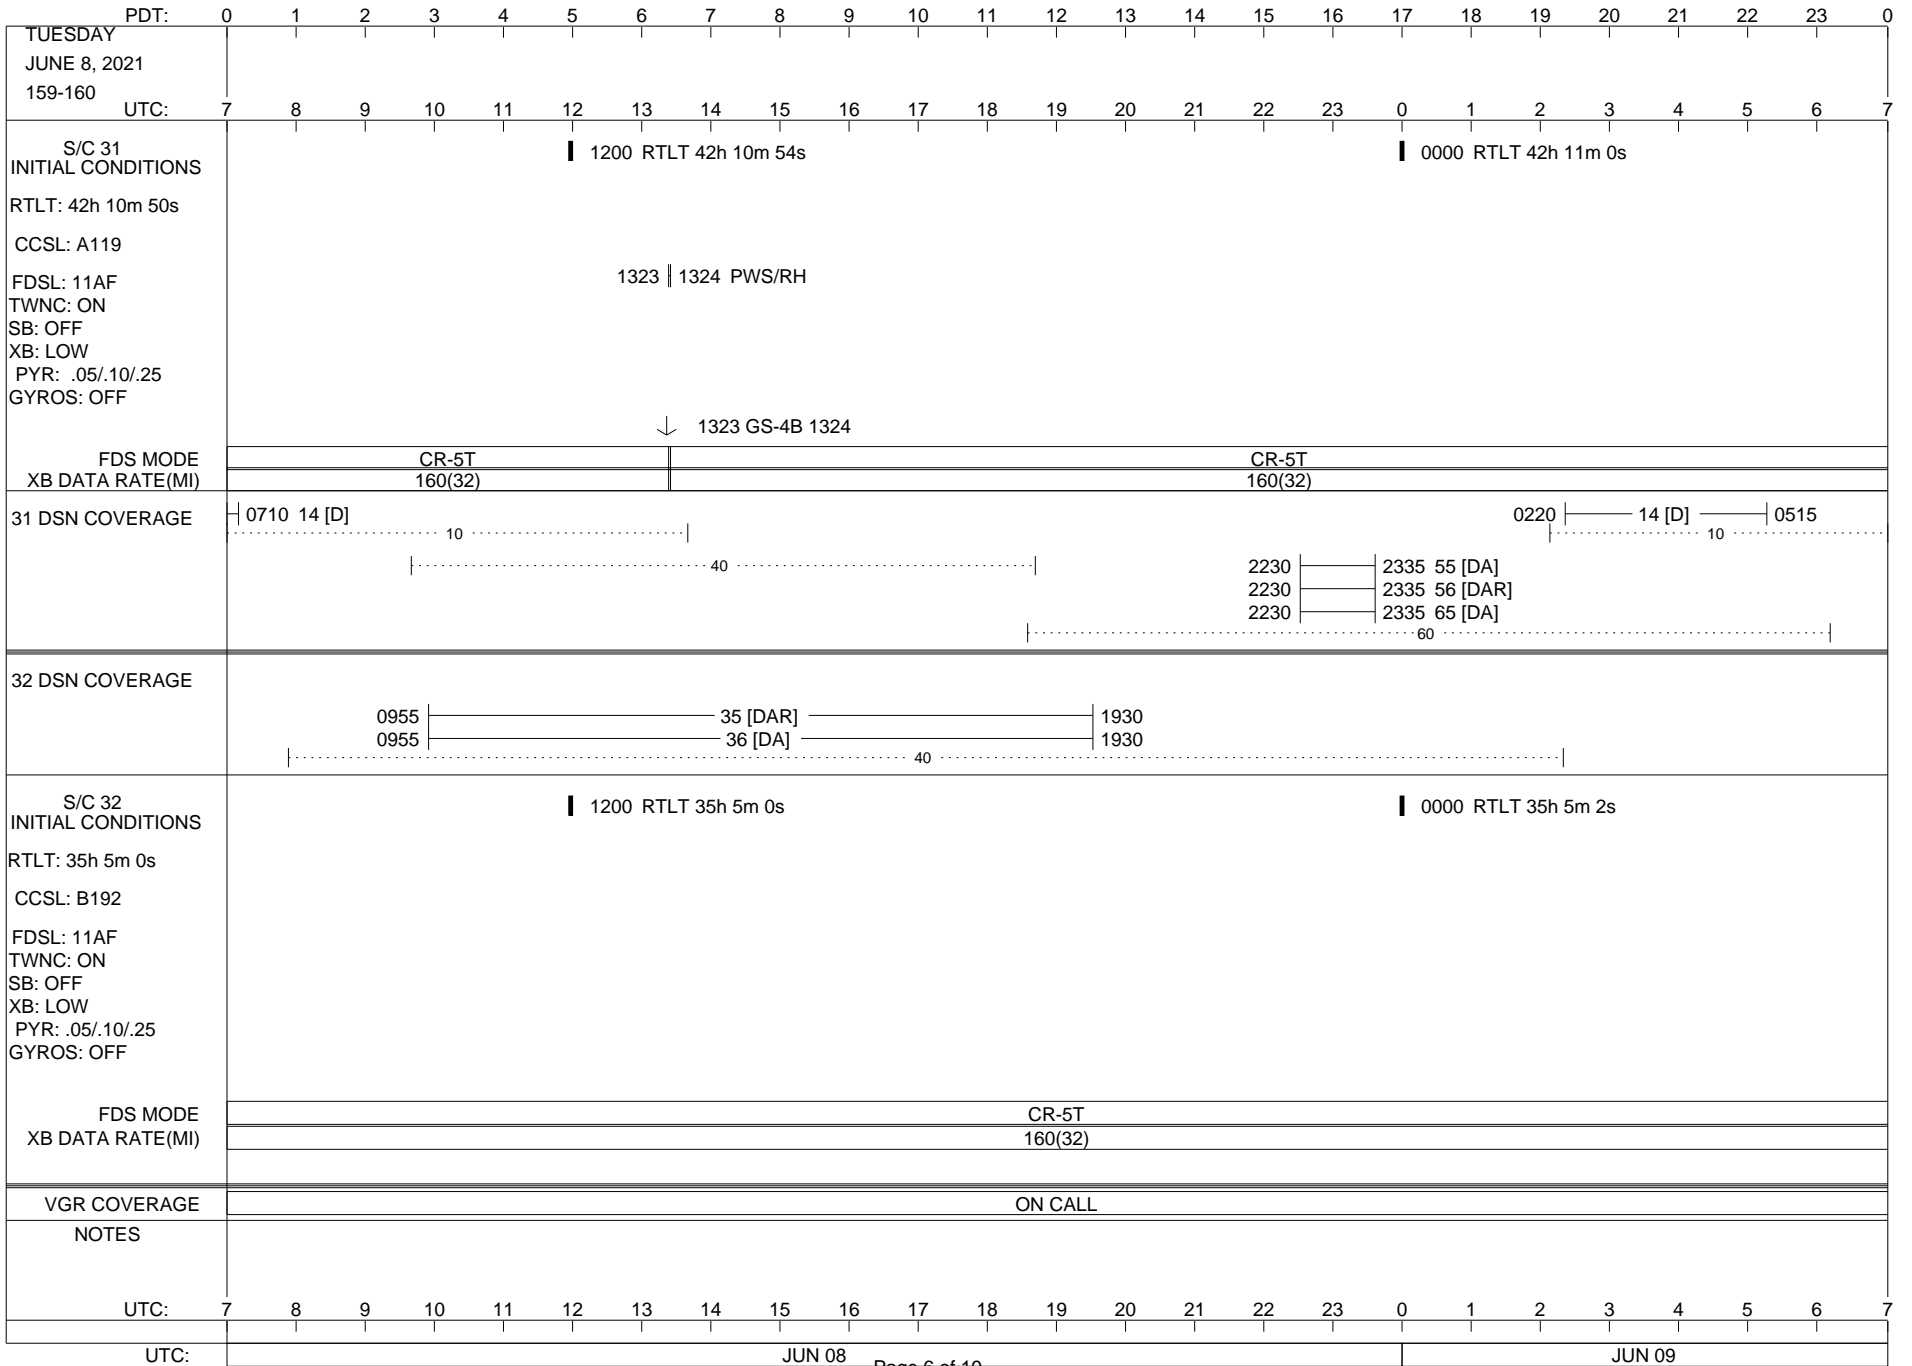 PDT: 0 1 2 3 4 5 6 7 8 9 10 11 12 13 14 15 16 17 18 19 20 21 22 23 0
TUESDAY
JUNE 8, 2021
159-160
UTC: 7 8 9 10 11 12 13 14 15 16 17 18 19 20 21 22 23 0 1 2 3 4 5 6 7
S/C 31
INITIAL CONDITIONS
1200 RTLT 42h 10m 54s
0000 RTLT 42h 11m 0s
RTLT: 42h 10m 50s
CCSL: A119
FDSL: 11AF
1323 1324 PWS/RH
TWNC: ON
SB: OFF
XB: LOW
PYR: .05/.10/.25
GYROS: OFF
1323 GS-4B 1324
FDS MODE CR-5T CR-5T
XB DATA RATE(MI) 160(32) 160(32)
31 DSN COVERAGE 0710 14 [D] 0220 14 [D] 0515
10 10
40 2230 2335 55 [DA]
2230 2335 56 [DAR]
2230 2335 65 [DA]
60
32 DSN COVERAGE
0955 35 [DAR] 1930
0955 36 [DA] 1930
40
S/C 32
INITIAL CONDITIONS
1200 RTLT 35h 5m 0s
0000 RTLT 35h 5m 2s
RTLT: 35h 5m 0s
CCSL: B192
FDSL: 11AF
TWNC: ON
SB: OFF
XB: LOW
PYR: .05/.10/.25
GYROS: OFF
FDS MODE CR-5T
XB DATA RATE(MI) 160(32)
VGR COVERAGE ON CALL
NOTES
UTC: 7 8 9 10 11 12 13 14 15 16 17 18 19 20 21 22 23 0 1 2 3 4 5 6 7
UTC: JUN 08 JUN 09
Page 6 of 19